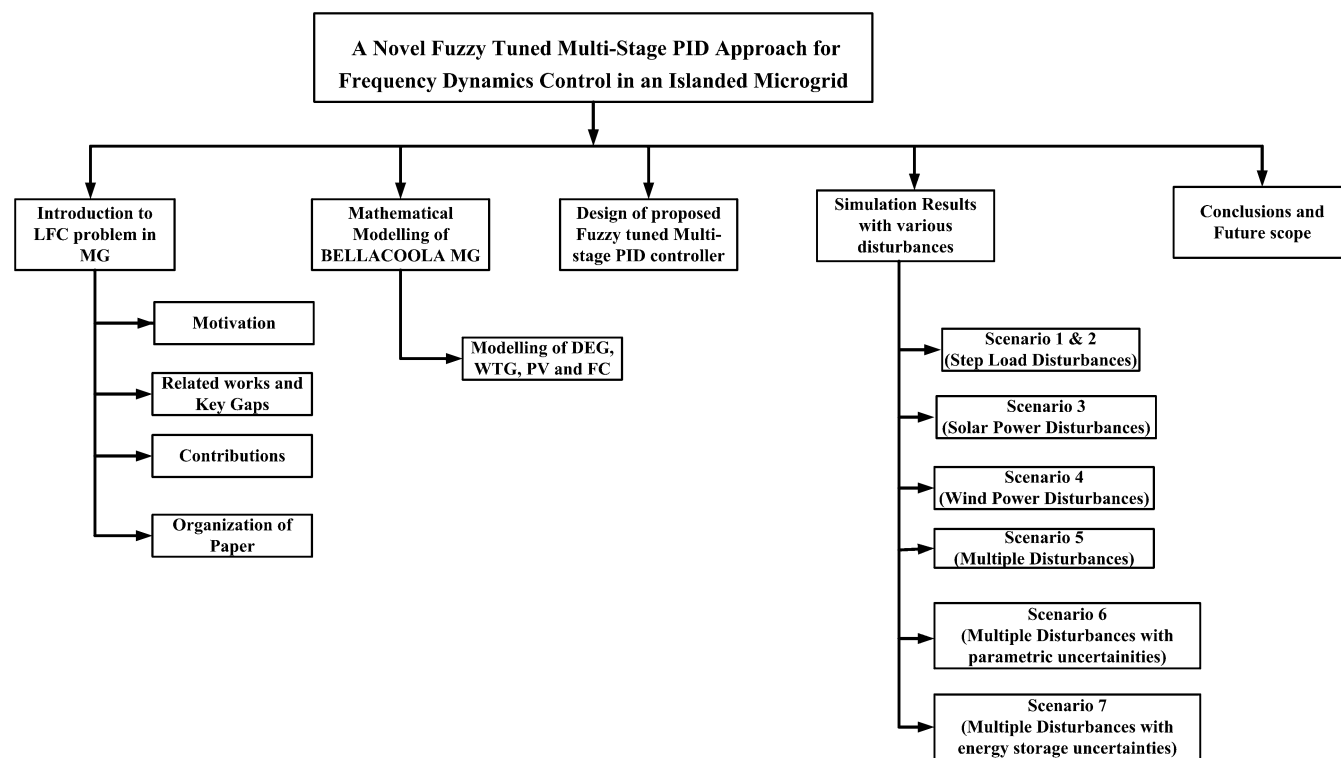 A Novel Fuzzy Tuned Multi-Stage PID Approach for
Frequency Dynamics Control in an Islanded Microgrid
Introduction to
LFC problem in
MG
Motivation
Related works and
Key Gaps
Contributions
Organization of
Paper
Mathematical
Modelling of
BELLACOOLA MG
Modelling of DEG,
WTG, PV and FC
Design of proposed
Fuzzy tuned Multi-
stage PID controller
Simulation Results
with various
disturbances
Scenario 1 & 2
(Step Load Disturbances)
Scenario 3
(Solar Power Disturbances)
Scenario 4
(Wind Power Disturbances)
Scenario 5
(Multiple Disturbances)
Scenario 6
(Multiple Disturbances with
parametric uncertainities)
Scenario 7
(Multiple Disturbances with
energy storage uncertainties)
Conclusions and
Future scope